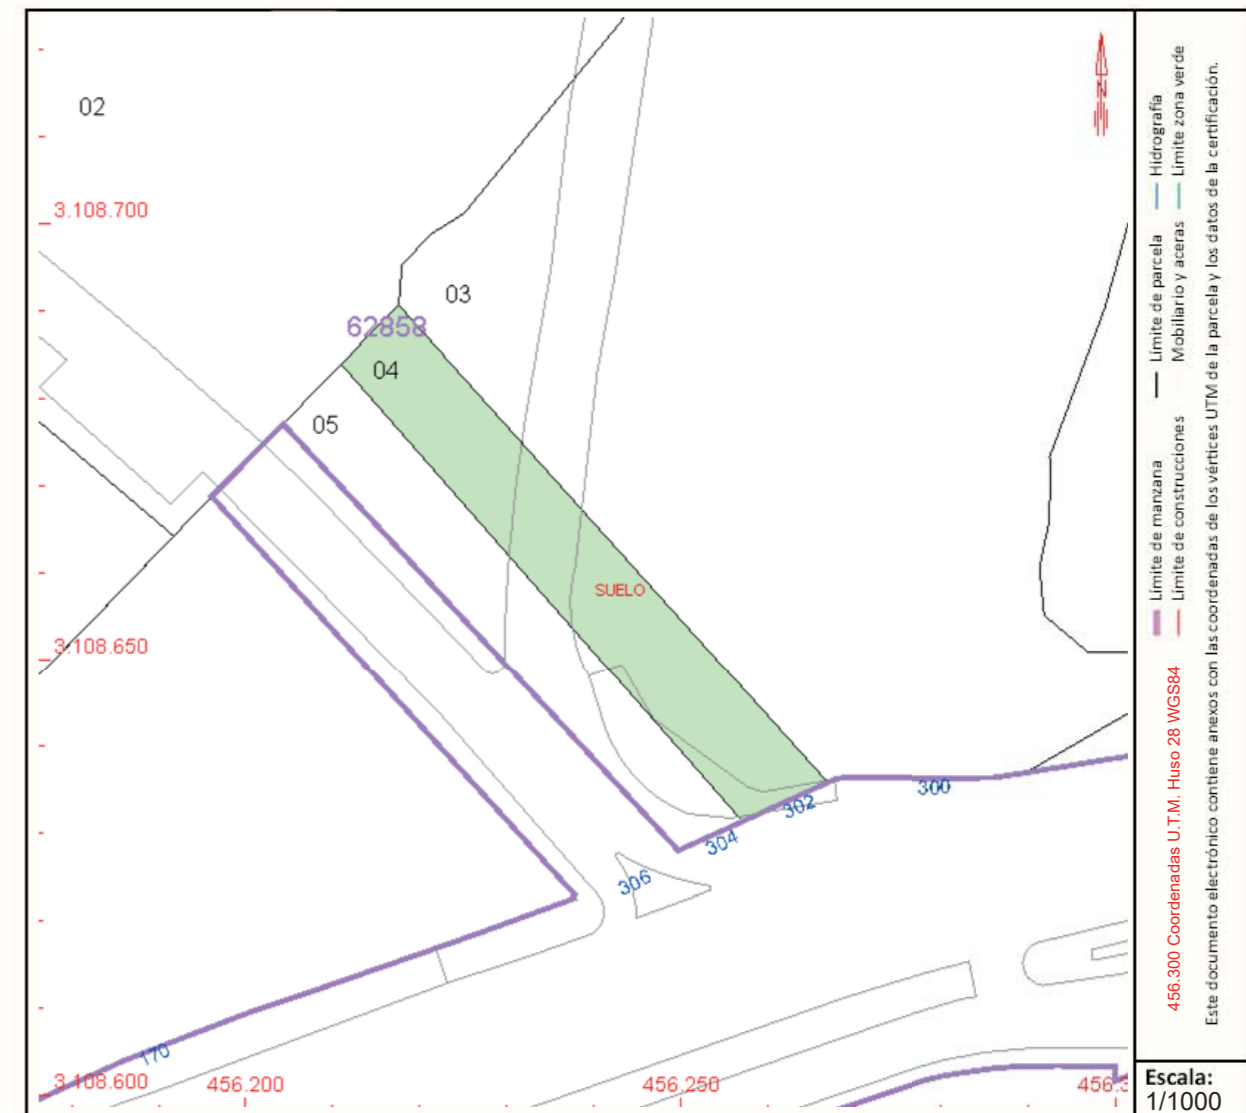 02
N
3.108.700
03
62858
04
05
SUELO
3.108.650
300
302
304
306
170
3.108.600
456.200
456.250
456.3
Límite de manzana
Límite de parcela
Hidrografía
Límite de construcciones
Mobiliario y aceras
Límite zona verde
456.300 Coordenadas U.T.M. Huso 28 WGS84
Este documento electrónico contiene anexos con las coordenadas de los vértices UTM de la parcela y los datos de la certificación.
Escala:
1/1000